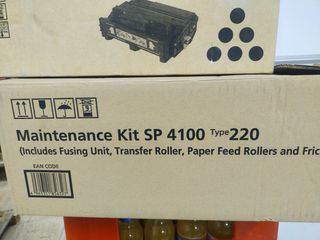 Maintenance Kit SP 4100 Type 220
(Includes Fusing Unit, Transfer Roller, Paper Feed Rollers and Fric
EAN CODE